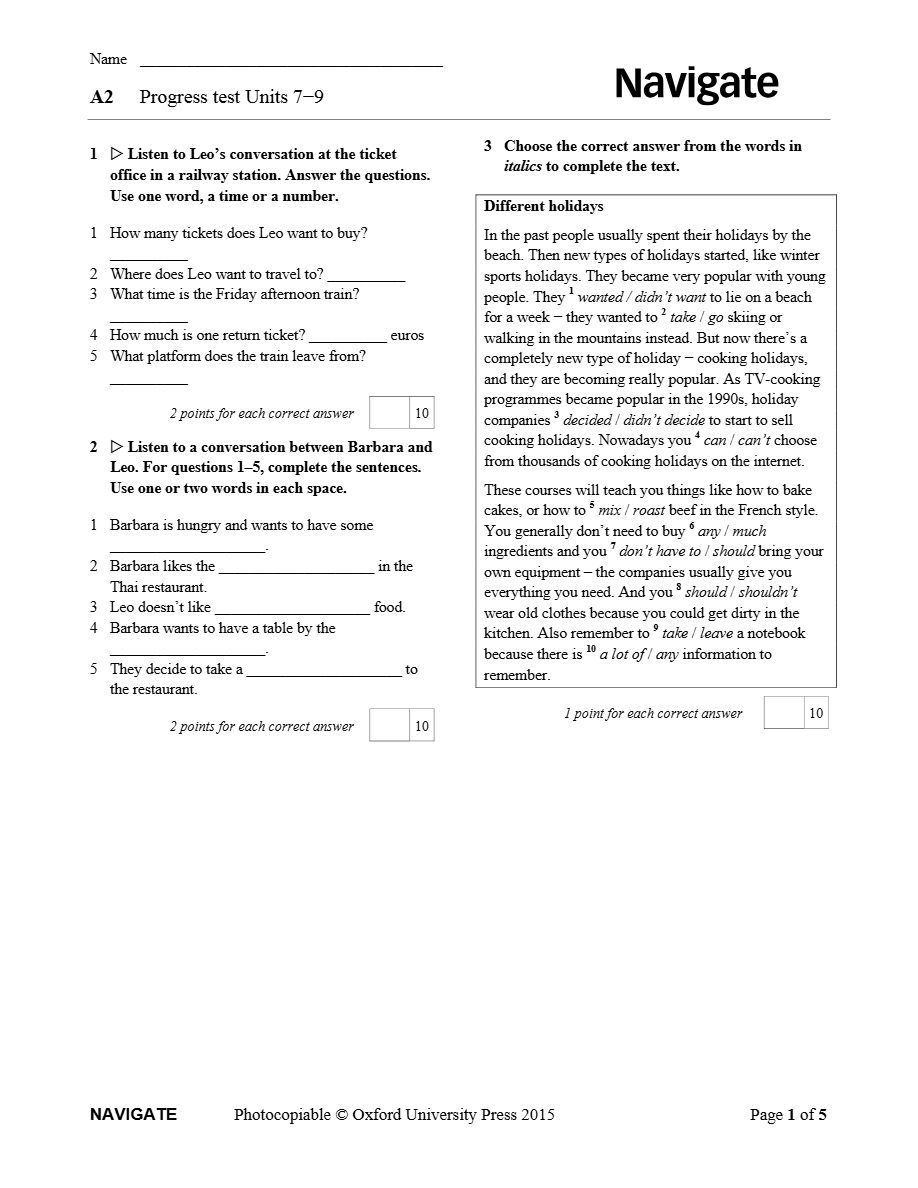 Name _______________________________________
Navigate
A2 Progress test Units 7–9
1 ▷ Listen to Leo’s conversation at the ticket
office in a railway station. Answer the questions.
Use one word, a time or a number.
1 How many tickets does Leo want to buy?
__________
2 Where does Leo want to travel to? __________
3 What time is the Friday afternoon train?
__________
4 How much is one return ticket? __________ euros
5 What platform does the train leave from?
__________
2 points for each correct answer 10
2 ▷ Listen to a conversation between Barbara and
Leo. For questions 1–5, complete the sentences.
Use one or two words in each space.
1 Barbara is hungry and wants to have some
____________________.
2 Barbara likes the ____________________ in the
Thai restaurant.
3 Leo doesn’t like ____________________ food.
4 Barbara wants to have a table by the
____________________.
5 They decide to take a ____________________ to
the restaurant.
2 points for each correct answer 10
3 Choose the correct answer from the words in
italics to complete the text.
Different holidays
In the past people usually spent their holidays by the
beach. Then new types of holidays started, like winter
sports holidays. They became very popular with young
people. They 1 wanted / didn’t want to lie on a beach
for a week – they wanted to 2 take / go skiing or
walking in the mountains instead. But now there’s a
completely new type of holiday – cooking holidays,
and they are becoming really popular. As TV-cooking
programmes became popular in the 1990s, holiday
companies 3 decided / didn’t decide to start to sell
cooking holidays. Nowadays you 4 can / can’t choose
from thousands of cooking holidays on the internet.
These courses will teach you things like how to bake
cakes, or how to 5 mix / roast beef in the French style.
You generally don’t need to buy 6 any / much
ingredients and you 7 don’t have to / should bring your
own equipment – the companies usually give you
everything you need. And you 8 should / shouldn’t
wear old clothes because you could get dirty in the
kitchen. Also remember to 9 take / leave a notebook
because there is 10 a lot of / any information to
remember.
1 point for each correct answer 10
NAVIGATE Photocopiable © Oxford University Press 2015 Page 1 of 5